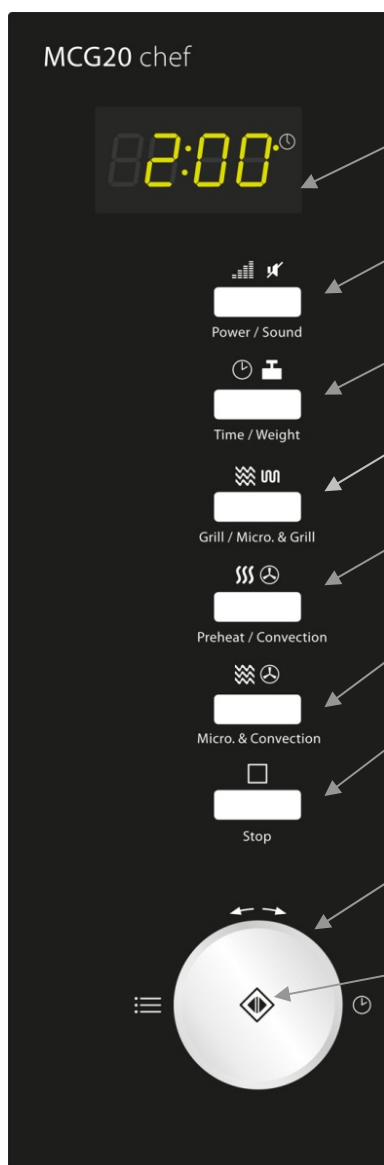 MCG20 chef
2:00
Power / Sound
Time / Weight
Grill / Micro. & Grill
Preheat / Convection
Micro. & Convection
Stop